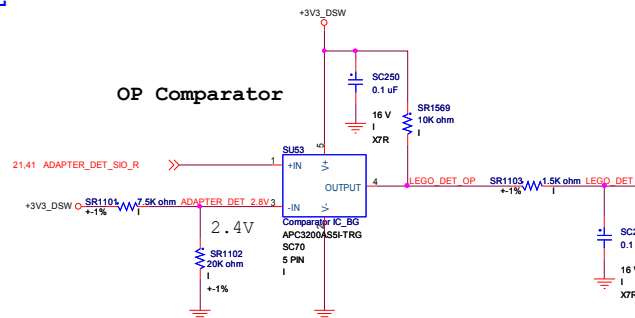 +3V3_DSW
OP Comparator
SC250
0.1 uF
16 V
I
X7R
SR1569
10K ohm
I
21,41 ADAPTER_DET_SIO_R
1
SU53
+IN
5
V+
OUTPUT
4
LEGO_DET_OP
SR1103
+-1%
1.5K ohm
I
LEGO_DET
+3V3_DSW
SR1101
+-1%
7.5K ohm
I
ADAPTER_DET_2.8V
3
-IN
V-
2.4V
Comparator IC_BG
APC3200AS5I-TRG
SC70
5 PIN
I
SR1102
20K ohm
I
+-1%
SC2
0.1
16 V
I
X7R